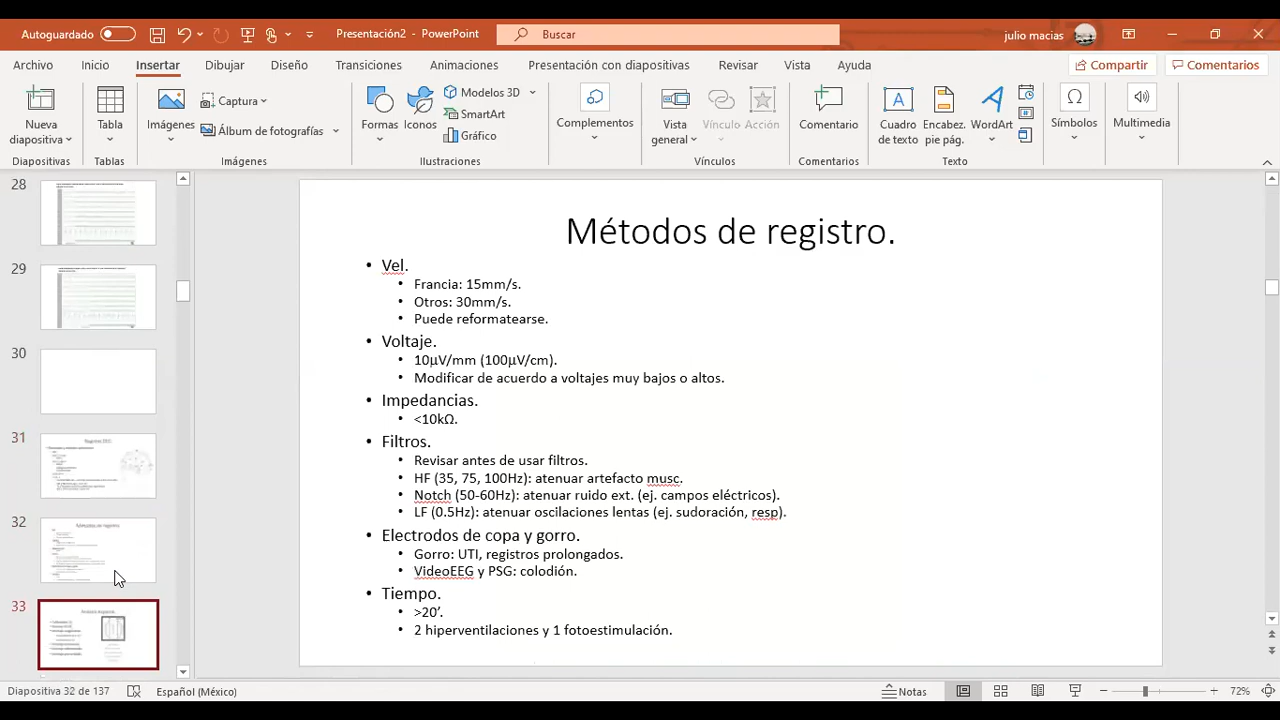 Autoguardado
Presentación2 - PowerPoint
Buscar
julio macias
Archivo Inicio Insertar Dibujar Diseño Transiciones Animaciones Presentación con diapositivas Revisar Vista Ayuda Compartir Comentarios
Nueva
diapositiva
Diapositivas
Tabla
Tablas
Imágenes
Captura
Álbum de fotografías
Imágenes
Formas
Iconos
Modelos 3D
SmartArt
Gráfico
Ilustraciones
Complementos
Vista
general
Vínculo
Acción
Vínculos
Comentario
Comentarios
Cuadro
de texto
Encabez.
pie pág.
WordArt
Texto
Símbolos
Multimedia
28
29
30
31
32
33
Métodos de registro.
• Vel.
• Francia: 15mm/s.
• Otros: 30mm/s.
• Puede reformatearse.
• Voltaje.
• 10µV/mm (100µV/cm).
• Modificar de acuerdo a voltajes muy bajos o altos.
• Impedancias.
• <10kΩ.
• Filtros.
• Revisar antes de usar filtros.
• HF (35, 75, 100Hz): atenuar artefacto musc.
• Notch (50-60Hz): atenuar ruido ext. (ej. campos eléctricos).
• LF (0.5Hz): atenuar oscilaciones lentas (ej. sudoración, resp).
• Electrodos de copa y gorro.
• Gorro: UTI, registros prolongados.
• VideoEEG y PSG: colodión.
• Tiempo.
• >20’.
• 2 hiperventilaciones y 1 fotoestimulación.
Diapositiva 32 de 137
Español (México)
Notas
72%